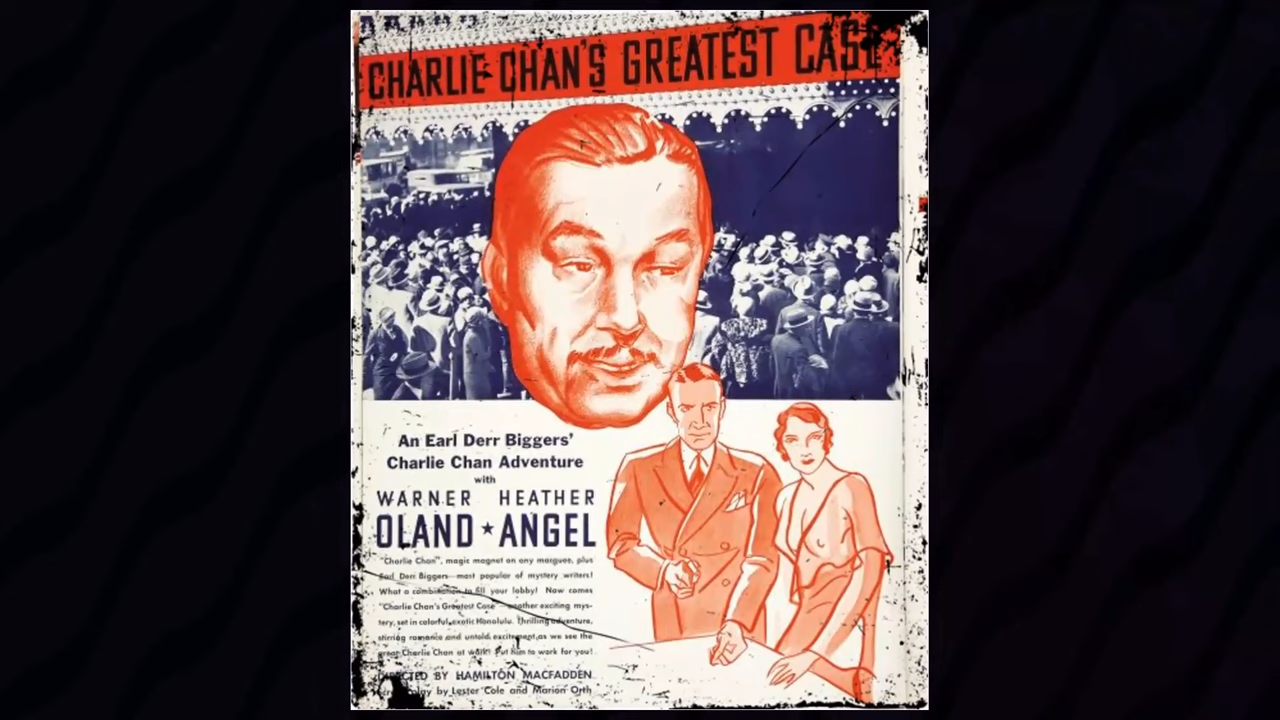 CHARLIE CHAN'S GREATEST CASE
An Earl Derr Biggers'
Charlie Chan Adventure
with
WARNER HEATHER
OLAND ★ ANGEL
"Charlie Chan", magic magnet on any marquee, plus
Earl Derr Biggers most popular of mystery writers!
What a combination to fill your lobby! Now comes
"Charlie Chan's Greatest Case another exciting mys-
tery, set in colorful, exotic Honolulu. Thrilling adventure,
stirring romance and untold excitement as we see the
great Charlie Chan at work! Put him to work for you!
DIRECTED BY HAMILTON MACFADDEN
by Lester Cole and Marion Orth